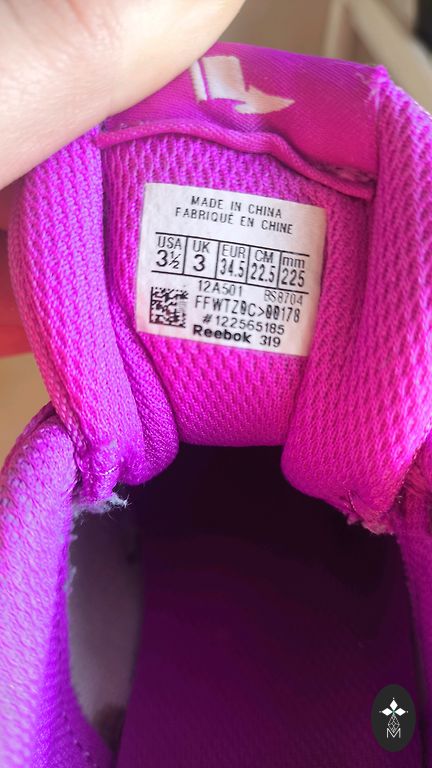 MADE IN CHINA
FABRIQUÉ EN CHINE
USA UK EUR CM mm
3½ 3 34.5 22.5 225
12A501 BS8704
FFWTZ0C>00178
#122565185
Reebok 319
M